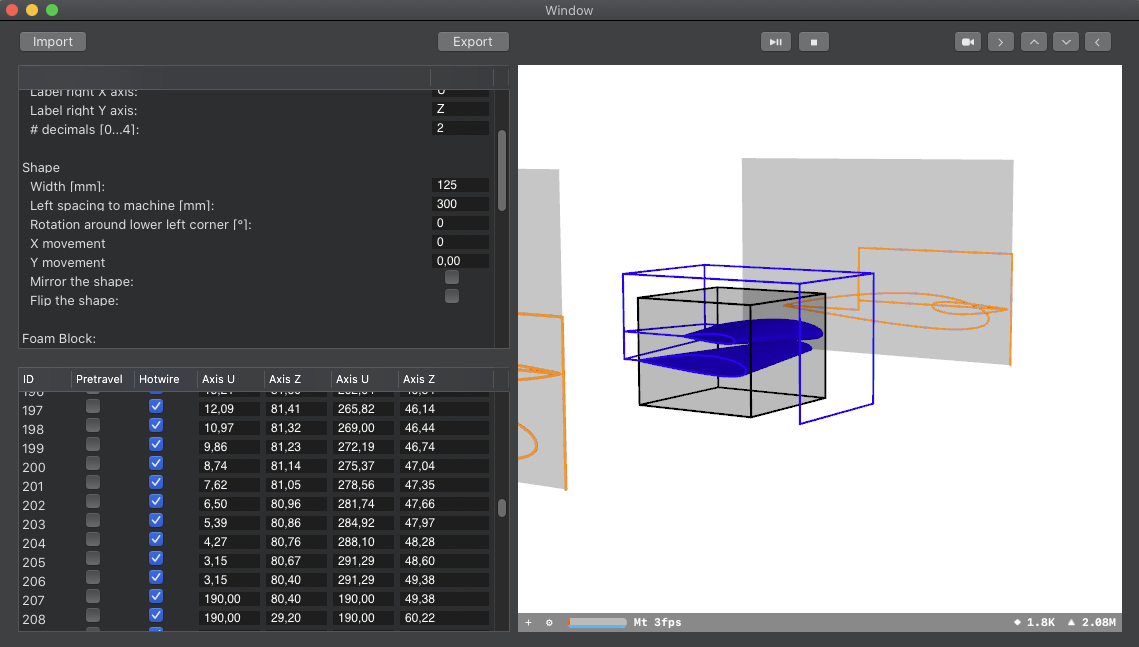 Window
Import
Export
Label right X axis:
Label right Y axis: Z
# decimals [0...4]: 2
Shape
Width [mm]: 125
Left spacing to machine [mm]: 300
Rotation around lower left corner [°]: 0
X movement 0
Y movement 0,00
Mirror the shape:
Flip the shape:
Foam Block:
ID Pretravel Hotwire Axis U Axis Z Axis U Axis Z
196
197 12,09 81,41 265,82 46,14
198 10,97 81,32 269,00 46,44
199 9,86 81,23 272,19 46,74
200 8,74 81,14 275,37 47,04
201 7,62 81,05 278,56 47,35
202 6,50 80,96 281,74 47,66
203 5,39 80,86 284,92 47,97
204 4,27 80,76 288,10 48,28
205 3,15 80,67 291,29 48,60
206 3,15 80,40 291,29 49,38
207 190,00 80,40 190,00 49,38
208 190,00 29,20 190,00 60,22
Mt 3fps
1.8K 2.08M